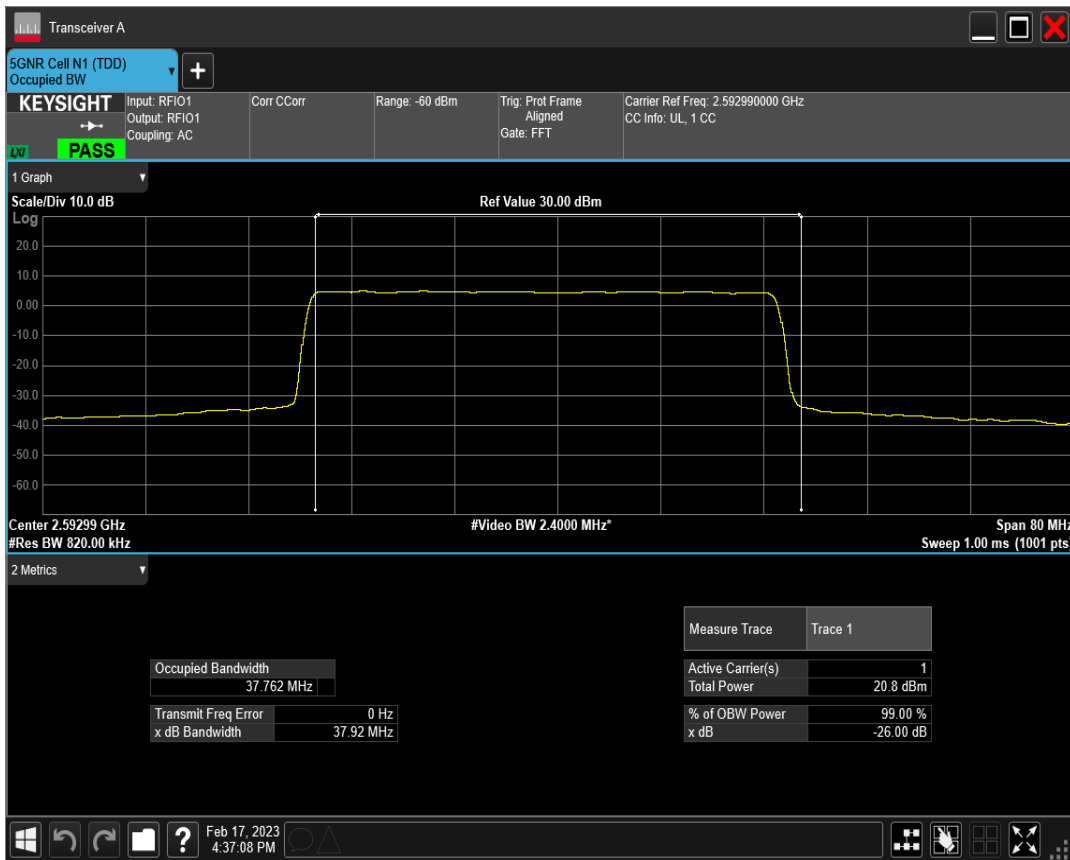 Transceiver A
5GNR Cell N1 (TDD)
Occupied BW
KEYSIGHT
LXI
PASS
Input: RFIO1
Output: RFIO1
Coupling: AC
Corr CCorr
Range: -60 dBm
Trig: Prot Frame
Aligned
Gate: FFT
Carrier Ref Freq: 2.592990000 GHz
CC Info: UL, 1 CC
1 Graph
Scale/Div 10.0 dB
Ref Value 30.00 dBm
Log
20.0
10.0
0.00
-10.0
-20.0
-30.0
-40.0
-50.0
-60.0
Center 2.59299 GHz
#Video BW 2.4000 MHz*
Span 80 MHz
#Res BW 820.00 kHz
Sweep 1.00 ms (1001 pts)
2 Metrics
Measure Trace Trace 1
Occupied Bandwidth
37.762 MHz
Active Carrier(s) 1
Total Power 20.8 dBm
Transmit Freq Error 0 Hz
x dB Bandwidth 37.92 MHz
% of OBW Power 99.00 %
x dB -26.00 dB
Feb 17, 2023
4:37:08 PM